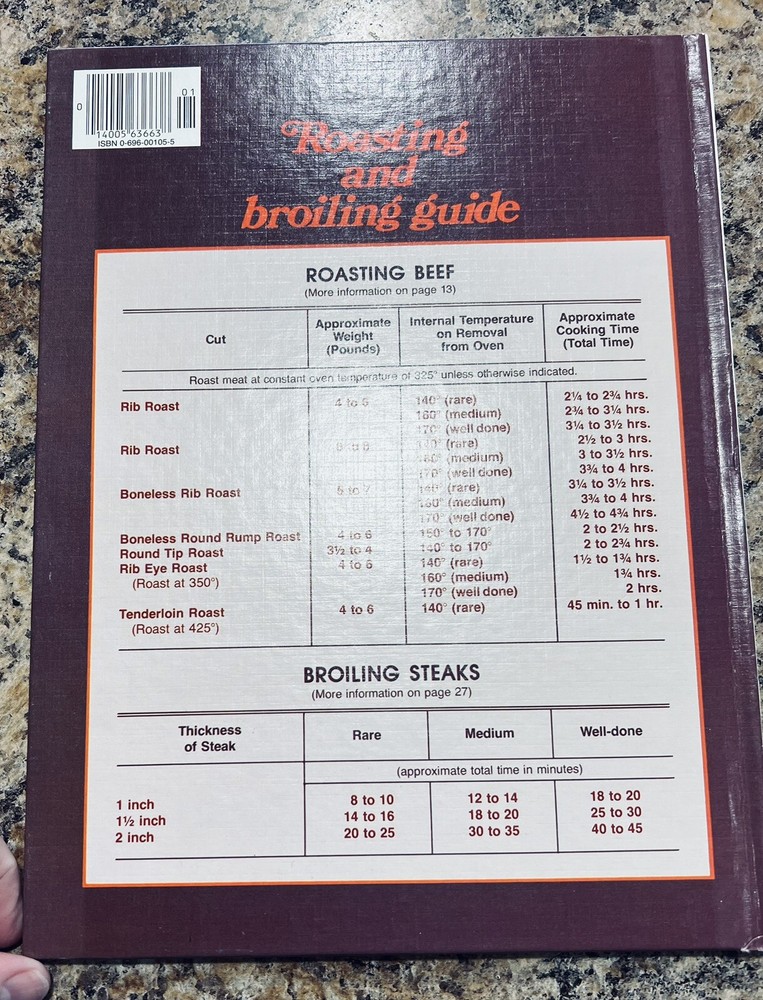 01
0
14005 63663
ISBN 0-696-00105-5
Roasting
and
broiling guide
ROASTING BEEF
(More information on page 13)
Cut Approximate Weight (Pounds) Internal Temperature on Removal from Oven Approximate Cooking Time (Total Time)
Roast meat at constant oven temperature of 325° unless otherwise indicated.
Rib Roast 4 to 6 140° (rare) 2¼ to 2¾ hrs.
160° (medium) 2¾ to 3¼ hrs.
170° (well done) 3¼ to 3½ hrs.
Rib Roast to 8 140° (rare) 2½ to 3 hrs.
160° (medium) 3 to 3½ hrs.
170° (well done) 3¾ to 4 hrs.
Boneless Rib Roast 5 to 7 140° (rare) 3¼ to 3½ hrs.
160° (medium) 3¾ to 4 hrs.
170° (well done) 4½ to 4¾ hrs.
Boneless Round Rump Roast 4 to 6 150° to 170° 2 to 2½ hrs.
Round Tip Roast 3½ to 4 140° to 170° 2 to 2¾ hrs.
Rib Eye Roast 4 to 6 140° (rare) 1½ to 1¾ hrs.
(Roast at 350°) 160° (medium) 1¾ hrs.
170° (well done) 2 hrs.
Tenderloin Roast 4 to 6 140° (rare) 45 min. to 1 hr.
(Roast at 425°)
BROILING STEAKS
(More information on page 27)
Thickness of Steak Rare Medium Well-done
(approximate total time in minutes)
1 inch 8 to 10 12 to 14 18 to 20
1½ inch 14 to 16 18 to 20 25 to 30
2 inch 20 to 25 30 to 35 40 to 45